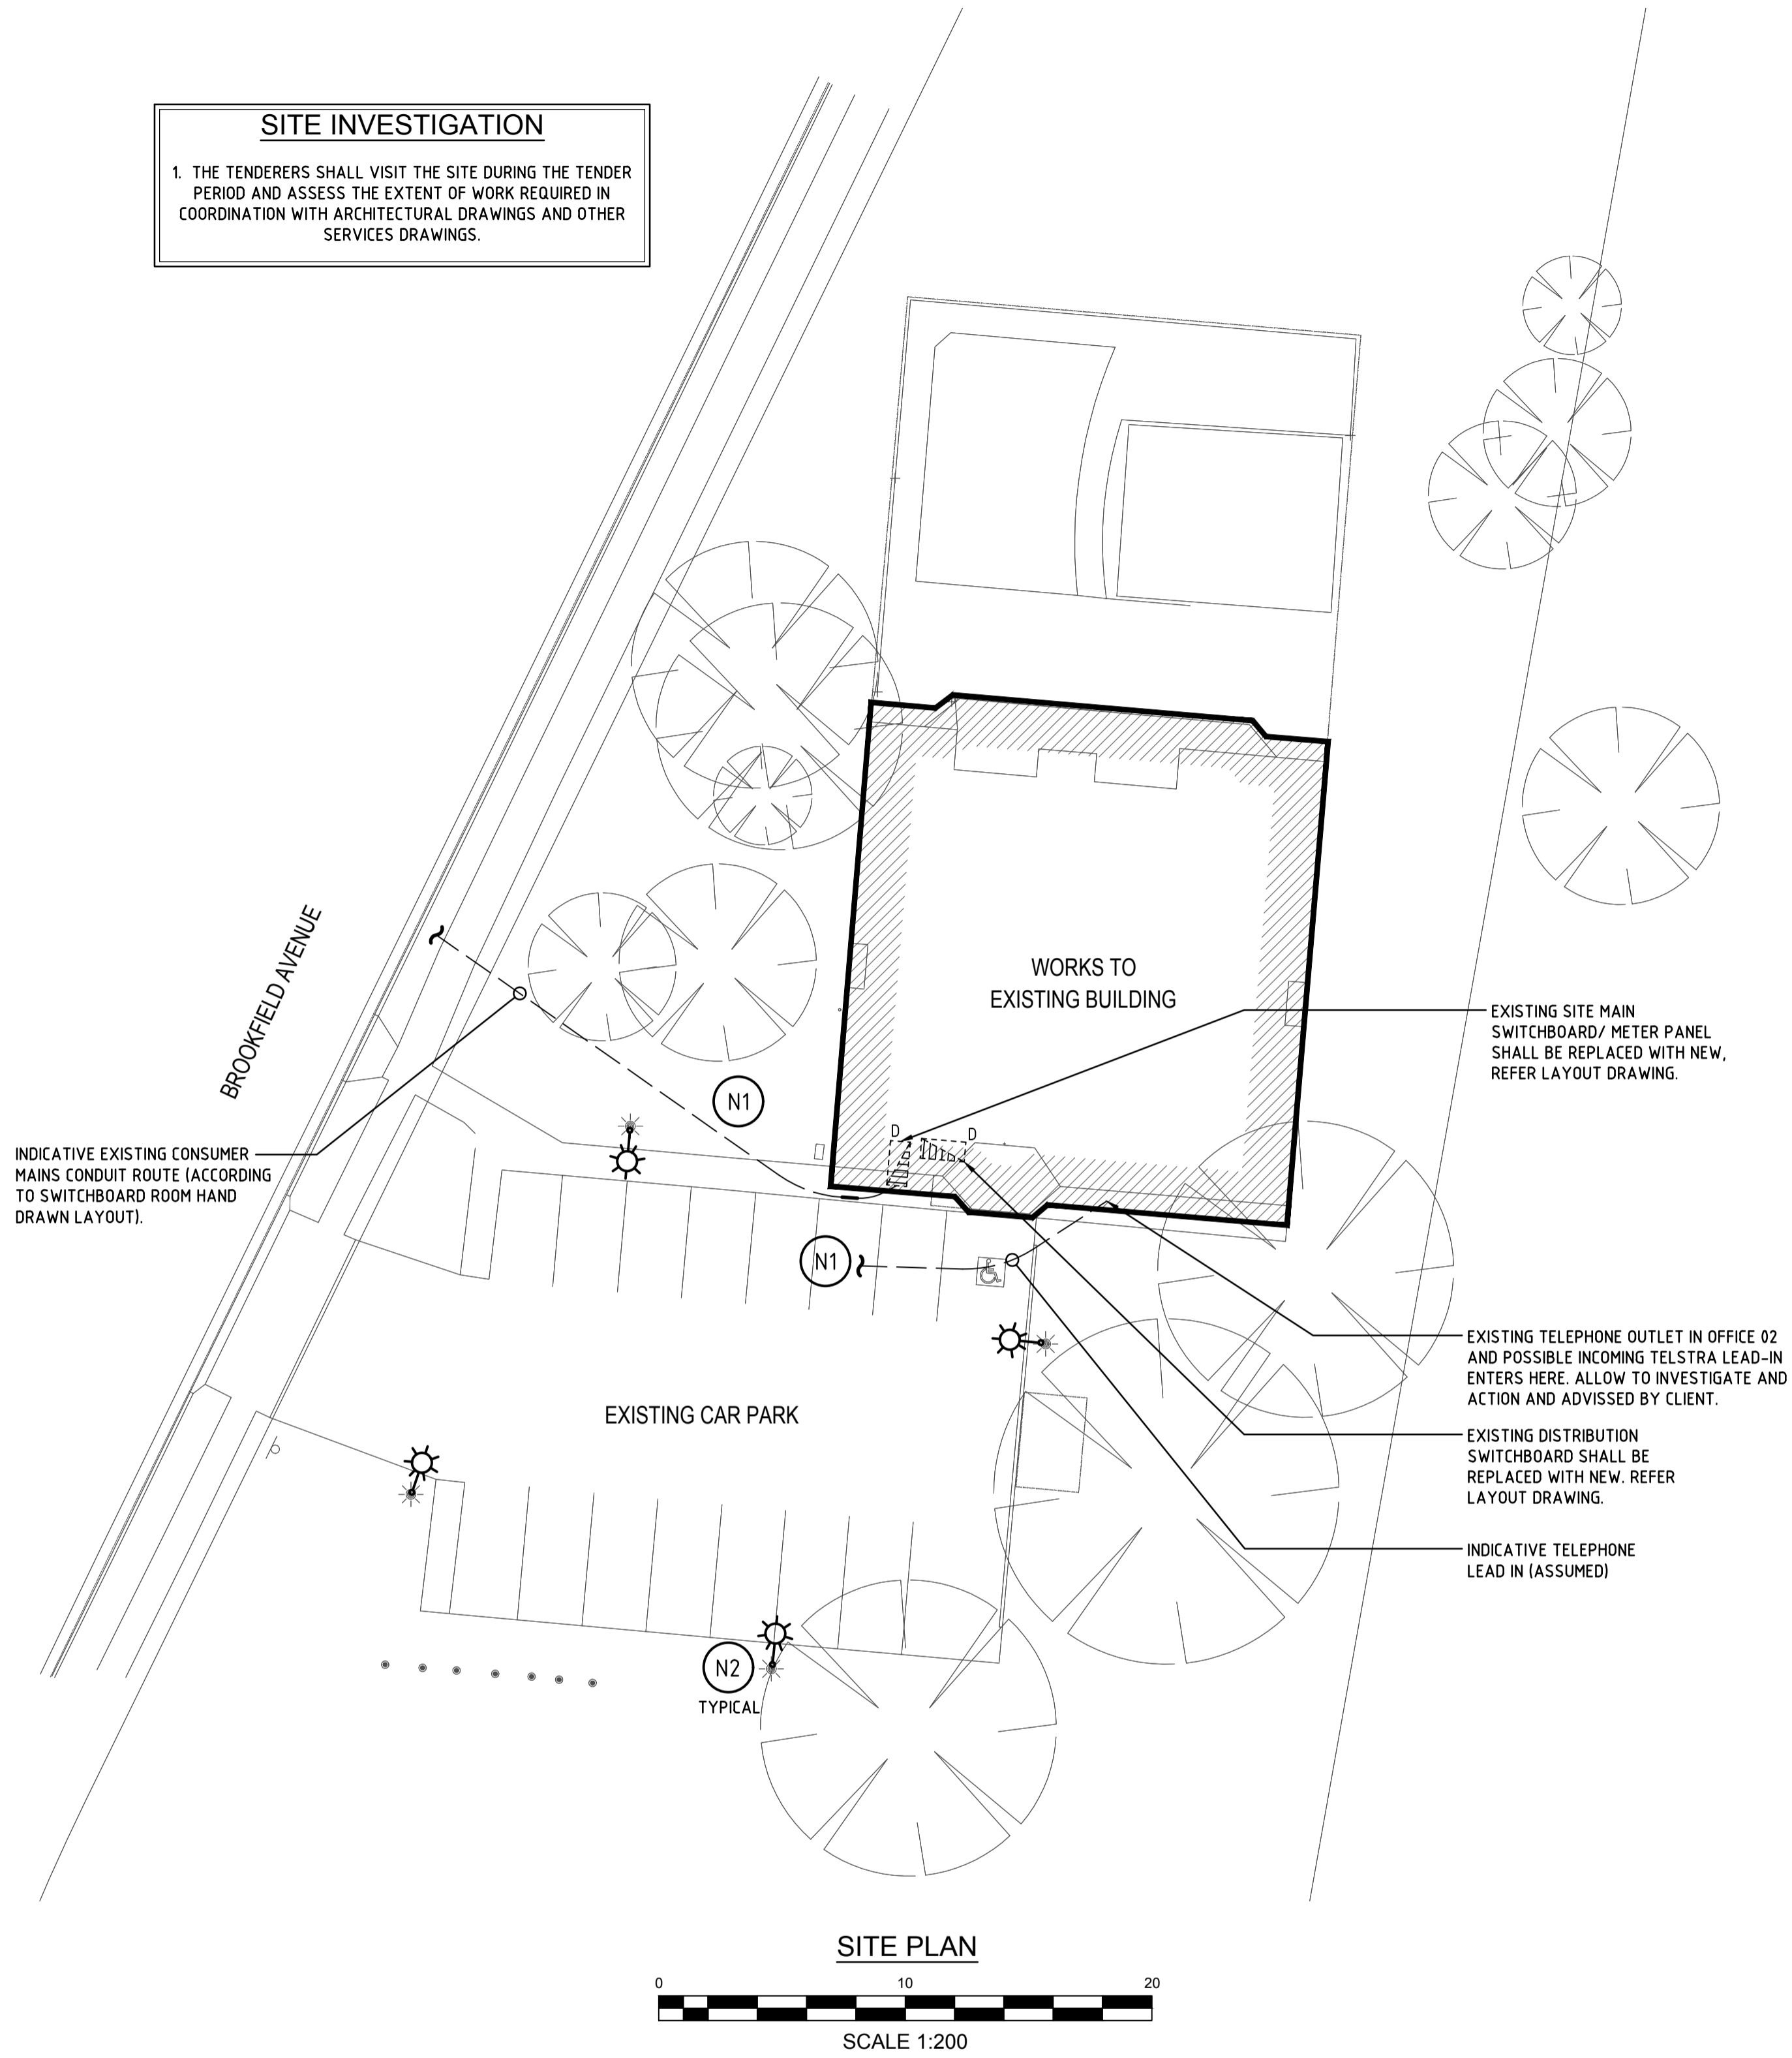 SITE INVESTIGATION
1. THE TENDERERS SHALL VISIT THE SITE DURING THE TENDER
PERIOD AND ASSESS THE EXTENT OF WORK REQUIRED IN
COORDINATION WITH ARCHITECTURAL DRAWINGS AND OTHER
SERVICES DRAWINGS.
BROOKFIELD AVENUE
WORKS TO
EXISTING BUILDING
EXISTING SITE MAIN
SWITCHBOARD/ METER PANEL
SHALL BE REPLACED WITH NEW,
REFER LAYOUT DRAWING.
N1
D
D
INDICATIVE EXISTING CONSUMER
MAINS CONDUIT ROUTE (ACCORDING
TO SWITCHBOARD ROOM HAND
DRAWN LAYOUT).
N1
EXISTING TELEPHONE OUTLET IN OFFICE 02
AND POSSIBLE INCOMING TELSTRA LEAD-IN
ENTERS HERE. ALLOW TO INVESTIGATE AND
ACTION AND ADVISSED BY CLIENT.
EXISTING CAR PARK
EXISTING DISTRIBUTION
SWITCHBOARD SHALL BE
REPLACED WITH NEW. REFER
LAYOUT DRAWING.
INDICATIVE TELEPHONE
LEAD IN (ASSUMED)
N2
TYPICAL
SITE PLAN
0 10 20
SCALE 1:200